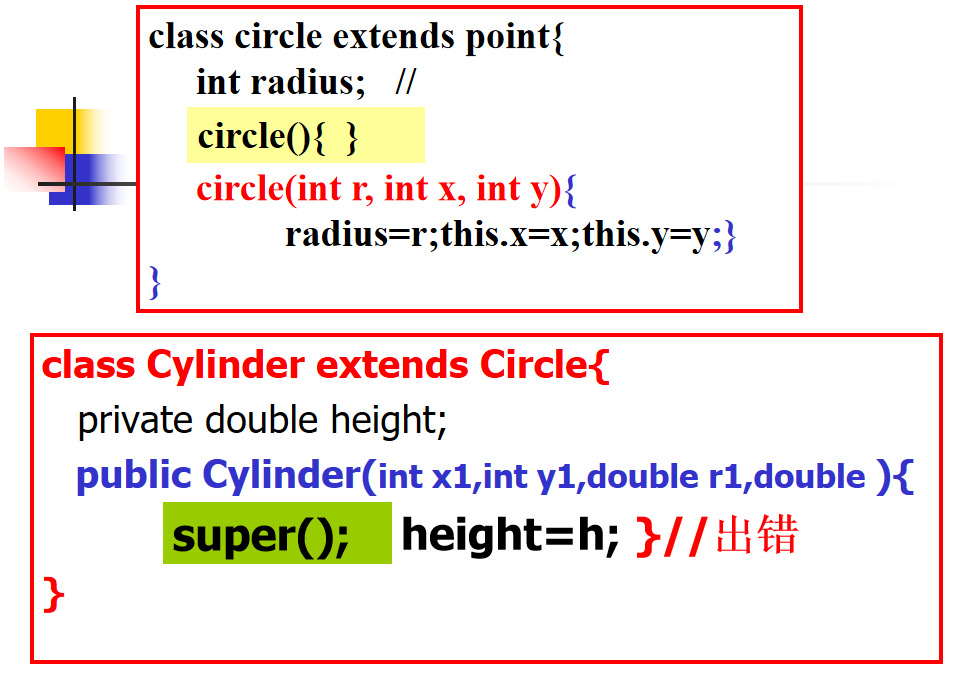 class circle extends point{
int radius; //
circle(){ }
circle(int r, int x, int y){
radius=r;this.x=x;this.y=y;}
}
class Cylinder extends Circle{
private double height;
public Cylinder(int x1,int y1,double r1,double ){
super(); height=h; }//出错
}